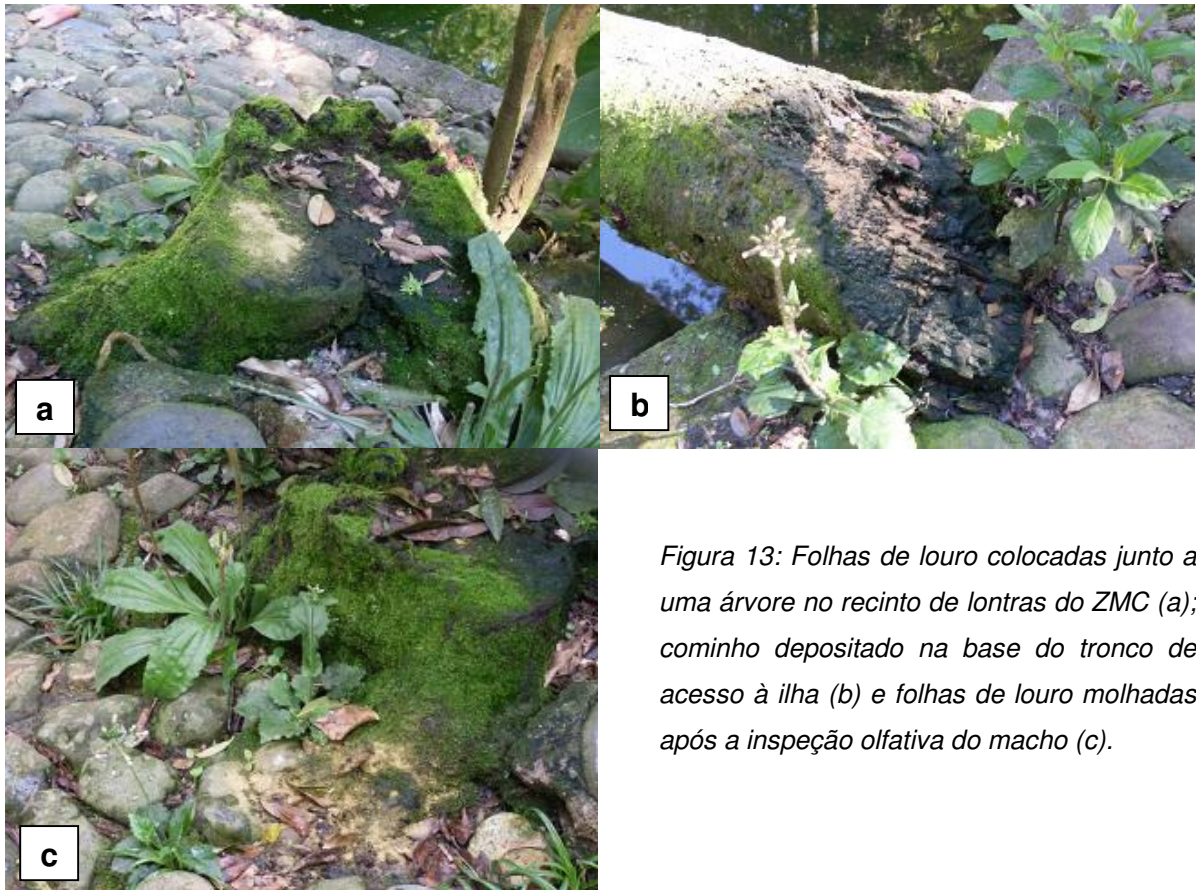 a
b
c
Figura 13: Folhas de louro colocadas junto a
uma árvore no recinto de lontras do ZMC (a);
cominho depositado na base do tronco de
acesso à ilha (b) e folhas de louro molhadas
após a inspeção olfativa do macho (c).